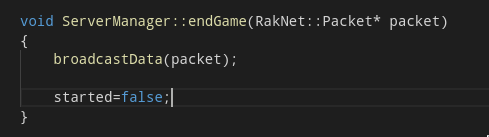 void ServerManager::endGame(RakNet::Packet* packet)
{
    broadcastData(packet);

    started=false;
}